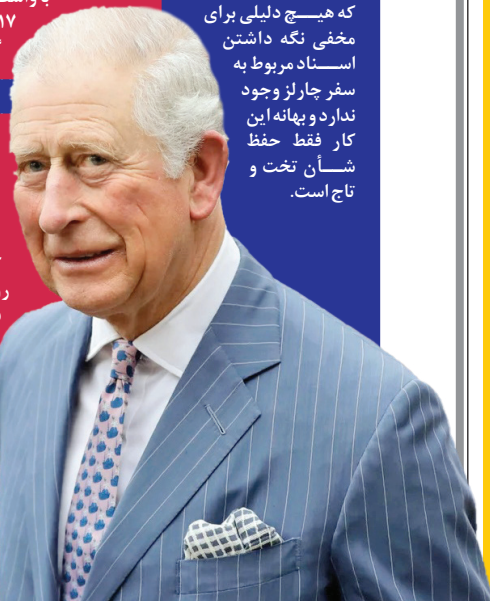 که هیچ دلیلی برای
مخفی نگه داشتن
اسناد مربوط به
سفر چارلز وجود
ندارد و بهانه این
کار فقط حفظ
شأن تخت و
تاج است.
۱۷